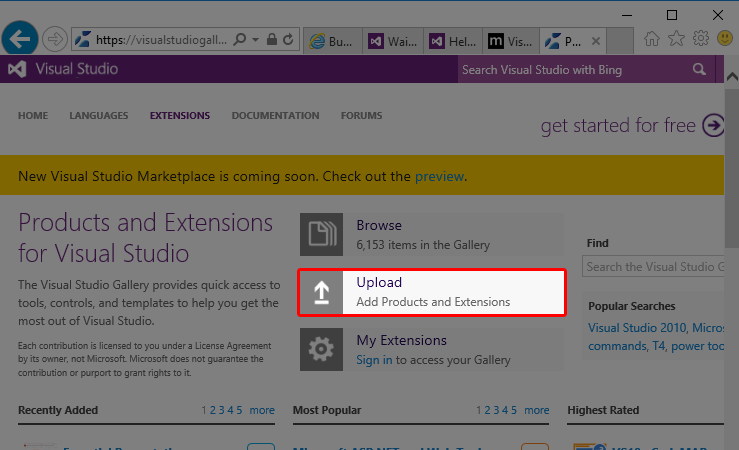 https://visualstudiogall...
Bu...
Wai...
Hel...
m Vis...
P...
Visual Studio
Search Visual Studio with Bing
HOME LANGUAGES EXTENSIONS DOCUMENTATION FORUMS
get started for free
New Visual Studio Marketplace is coming soon. Check out the preview.
Products and Extensions
for Visual Studio
The Visual Studio Gallery provides quick access to
tools, controls, and templates to help you get the
most out of Visual Studio.
Each contribution is licensed to you under a License Agreement
by its owner, not Microsoft. Microsoft does not guarantee the
contribution or purport to grant rights to it.
Browse
6,153 items in the Gallery
Upload
Add Products and Extensions
My Extensions
Sign in to access your Gallery
Find
Search the Visual Studio G
Popular Searches
Visual Studio 2010, Micros
commands, T4, power too
Recently Added 1 2 3 4 5 more
Most Popular 1 2 3 4 5 more
Highest Rated